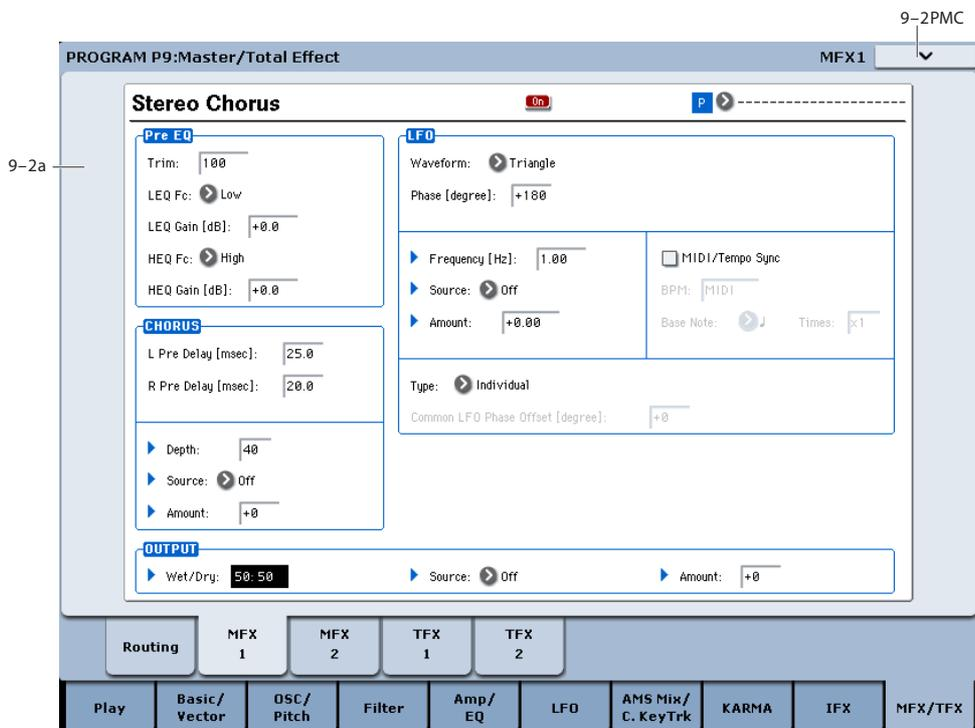 9–2PMC
PROGRAM P9:Master/Total Effect MFX1
9–2a
Stereo Chorus On P --------------------------
Pre EQ
Trim: 100
LEQ Fc: Low
LEQ Gain [dB]: +0.0
HEQ Fc: High
HEQ Gain [dB]: +0.0
CHORUS
L Pre Delay [msec]: 25.0
R Pre Delay [msec]: 20.0
Depth: 40
Source: Off
Amount: +0
LFO
Waveform: Triangle
Phase [degree]: +180
Frequency [Hz]: 1.00
Source: Off
Amount: +0.00
MIDI/Tempo Sync
BPM: MIDI
Base Note: ♩ Times: x1
Type: Individual
Common LFO Phase Offset [degree]: +0
OUTPUT
Wet/Dry: 50:50 Source: Off Amount: +0
Routing
MFX
1
MFX
2
TFX
1
TFX
2
Play
Basic/
Vector
OSC/
Pitch
Filter
Amp/
EQ
LFO
AMS Mix/
C. KeyTrk
KARMA
IFX
MFX/TFX